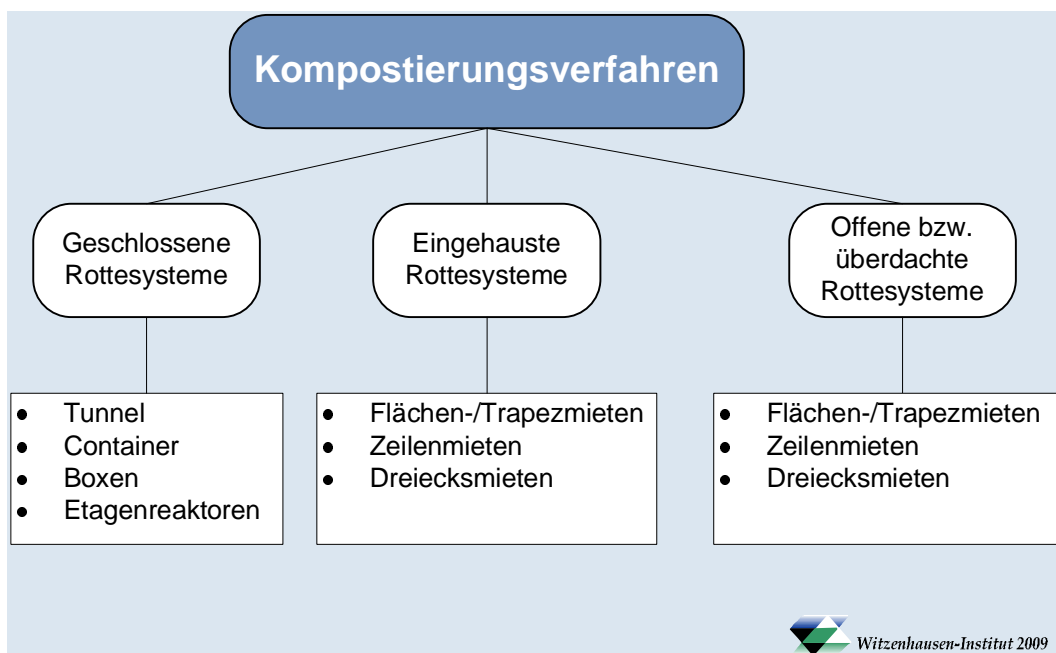 Kompostierungsverfahren
Geschlossene
Rottesysteme
Eingehauste
Rottesysteme
Offene bzw.
überdachte
Rottesysteme
• Tunnel
• Container
• Boxen
• Etagenreaktoren
• Flächen-/Trapezmieten
• Zeilenmieten
• Dreiecksmieten
• Flächen-/Trapezmieten
• Zeilenmieten
• Dreiecksmieten
Witzenhausen-Institut 2009